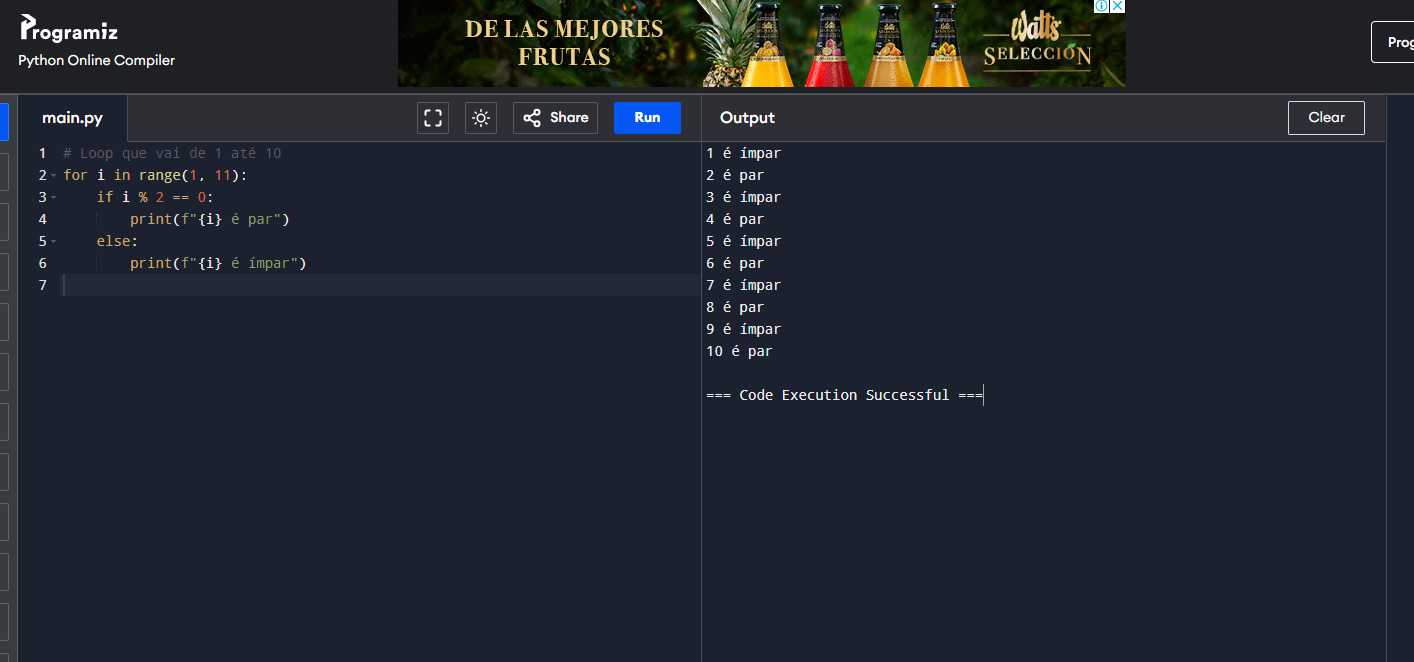 Programiz
Python Online Compiler
DE LAS MEJORES
FRUTAS
Watt's
SELECCIÓN
Prog
main.py
Share
Run
Output
Clear
1 # Loop que vai de 1 até 10
2 for i in range(1, 11):
3     if i % 2 == 0:
4         print(f"{i} é par")
5     else:
6         print(f"{i} é ímpar")
7
1 é ímpar
2 é par
3 é ímpar
4 é par
5 é ímpar
6 é par
7 é ímpar
8 é par
9 é ímpar
10 é par
=== Code Execution Successful ===